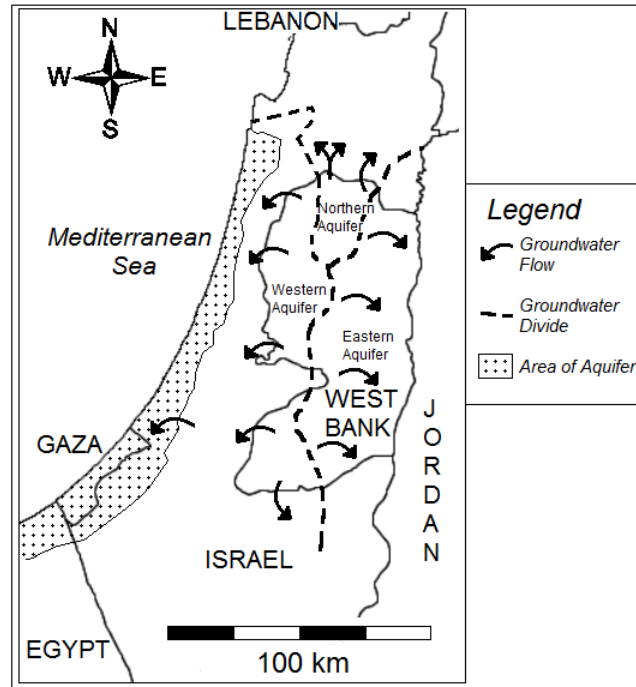 LEBANON
N
W E
S
Mediterranean
Sea
Northern
Aquifer
Western
Aquifer
Eastern
Aquifer
WEST
BANK
GAZA
JORDAN
ISRAEL
EGYPT
100 km
Legend
Groundwater
Flow
Groundwater
Divide
Area of Aquifer